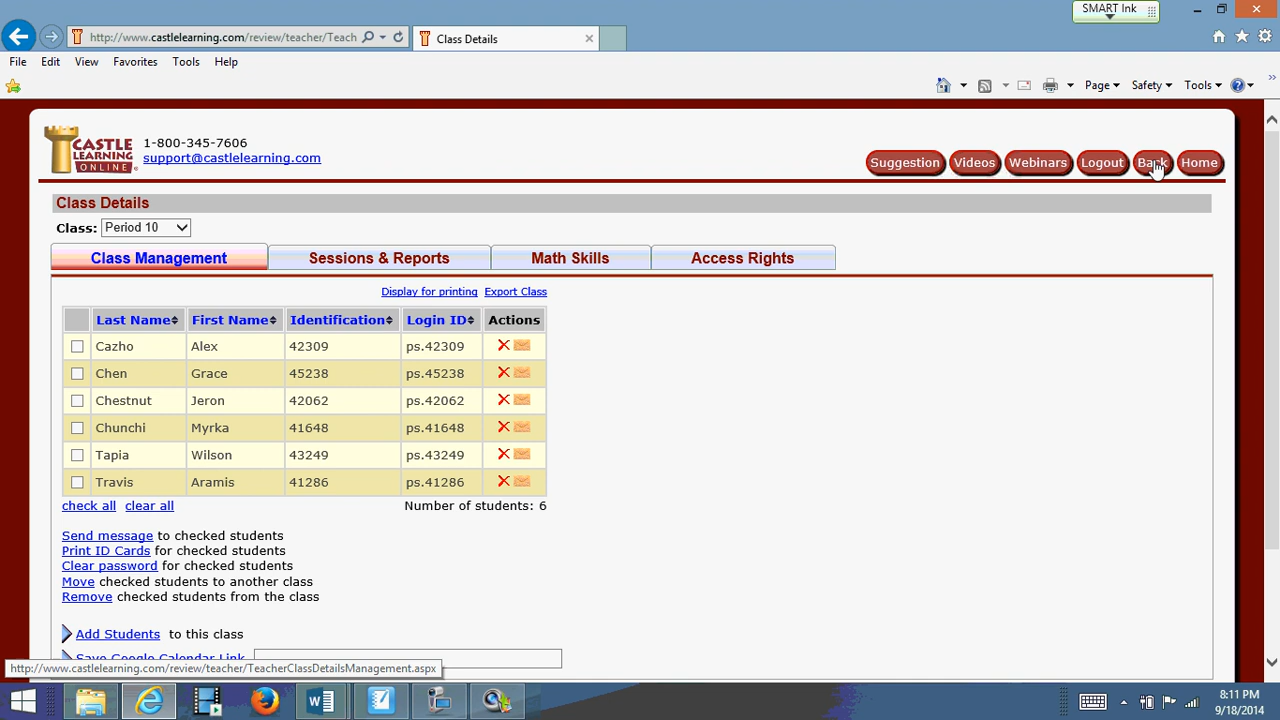 SMART Ink
http://www.castlelearning.com/review/teacher/Teach
Class Details
File Edit View Favorites Tools Help
Page Safety Tools
CASTLE LEARNING ONLINE
1-800-345-7606
support@castlelearning.com
Suggestion Videos Webinars Logout Back Home
Class Details
Class: Period 10
Class Management Sessions & Reports Math Skills Access Rights
Display for printing Export Class
Last Name First Name Identification Login ID Actions
Cazho Alex 42309 ps.42309
Chen Grace 45238 ps.45238
Chestnut Jeron 42062 ps.42062
Chunchi Myrka 41648 ps.41648
Tapia Wilson 43249 ps.43249
Travis Aramis 41286 ps.41286
check all clear all Number of students: 6
Send message to checked students
Print ID Cards for checked students
Clear password for checked students
Move checked students to another class
Remove checked students from the class
Add Students to this class
Save Google Calendar Link
http://www.castlelearning.com/review/teacher/TeacherClassDetailsManagement.aspx
8:11 PM
9/18/2014